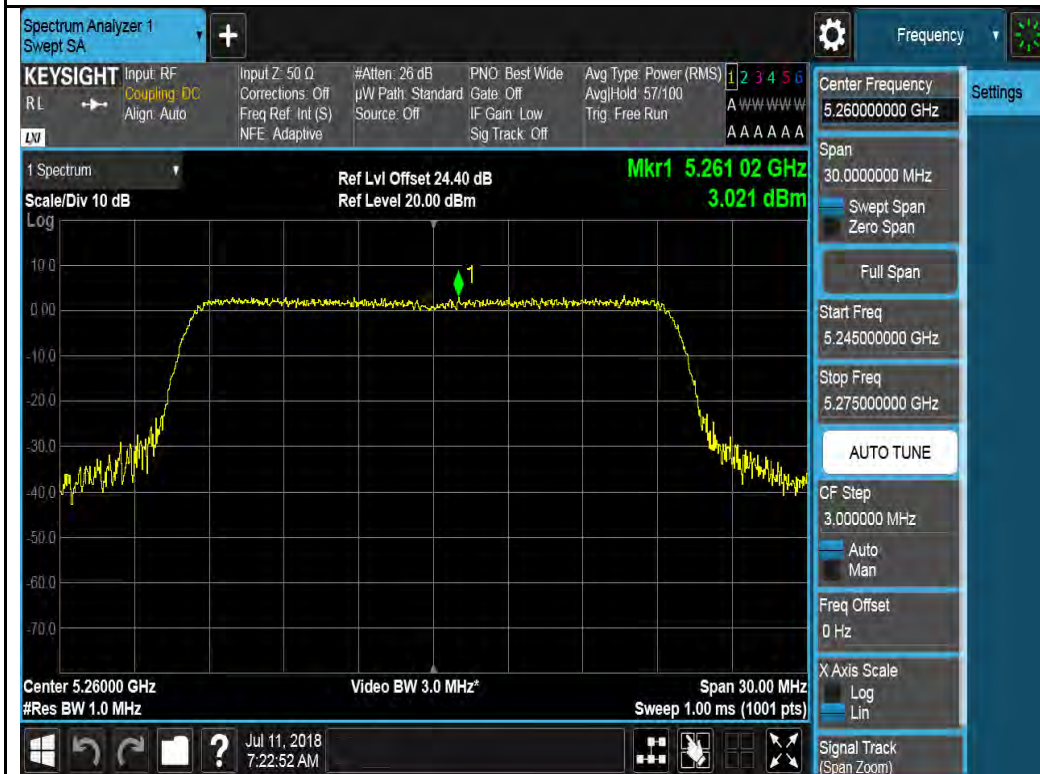 Spectrum Analyzer 1
Swept SA
+
Frequency
KEYSIGHT
RL
LXI
Input: RF
Coupling: DC
Align: Auto
Input Z: 50 Ω
Corrections: Off
Freq Ref: Int (S)
NFE: Adaptive
#Atten: 26 dB
µW Path: Standard
Source: Off
PNO: Best Wide
Gate: Off
IF Gain: Low
Sig Track: Off
Avg Type: Power (RMS)
Avg|Hold: 57/100
Trig: Free Run
1 2 3 4 5 6
A W W W W W
A A A A A A
1 Spectrum
Scale/Div 10 dB
Log
Ref Lvl Offset 24.40 dB
Ref Level 20.00 dBm
Mkr1 5.261 02 GHz
3.021 dBm
10.0
0.00
-10.0
-20.0
-30.0
-40.0
-50.0
-60.0
-70.0
1
Center 5.26000 GHz
#Res BW 1.0 MHz
Video BW 3.0 MHz*
Span 30.00 MHz
Sweep 1.00 ms (1001 pts)
?
Jul 11, 2018
7:22:52 AM
Center Frequency
5.260000000 GHz
Span
30.0000000 MHz
Swept Span
Zero Span
Full Span
Start Freq
5.245000000 GHz
Stop Freq
5.275000000 GHz
AUTO TUNE
CF Step
3.000000 MHz
Auto
Man
Freq Offset
0 Hz
X Axis Scale
Log
Lin
Signal Track
(Span Zoom)
Settings